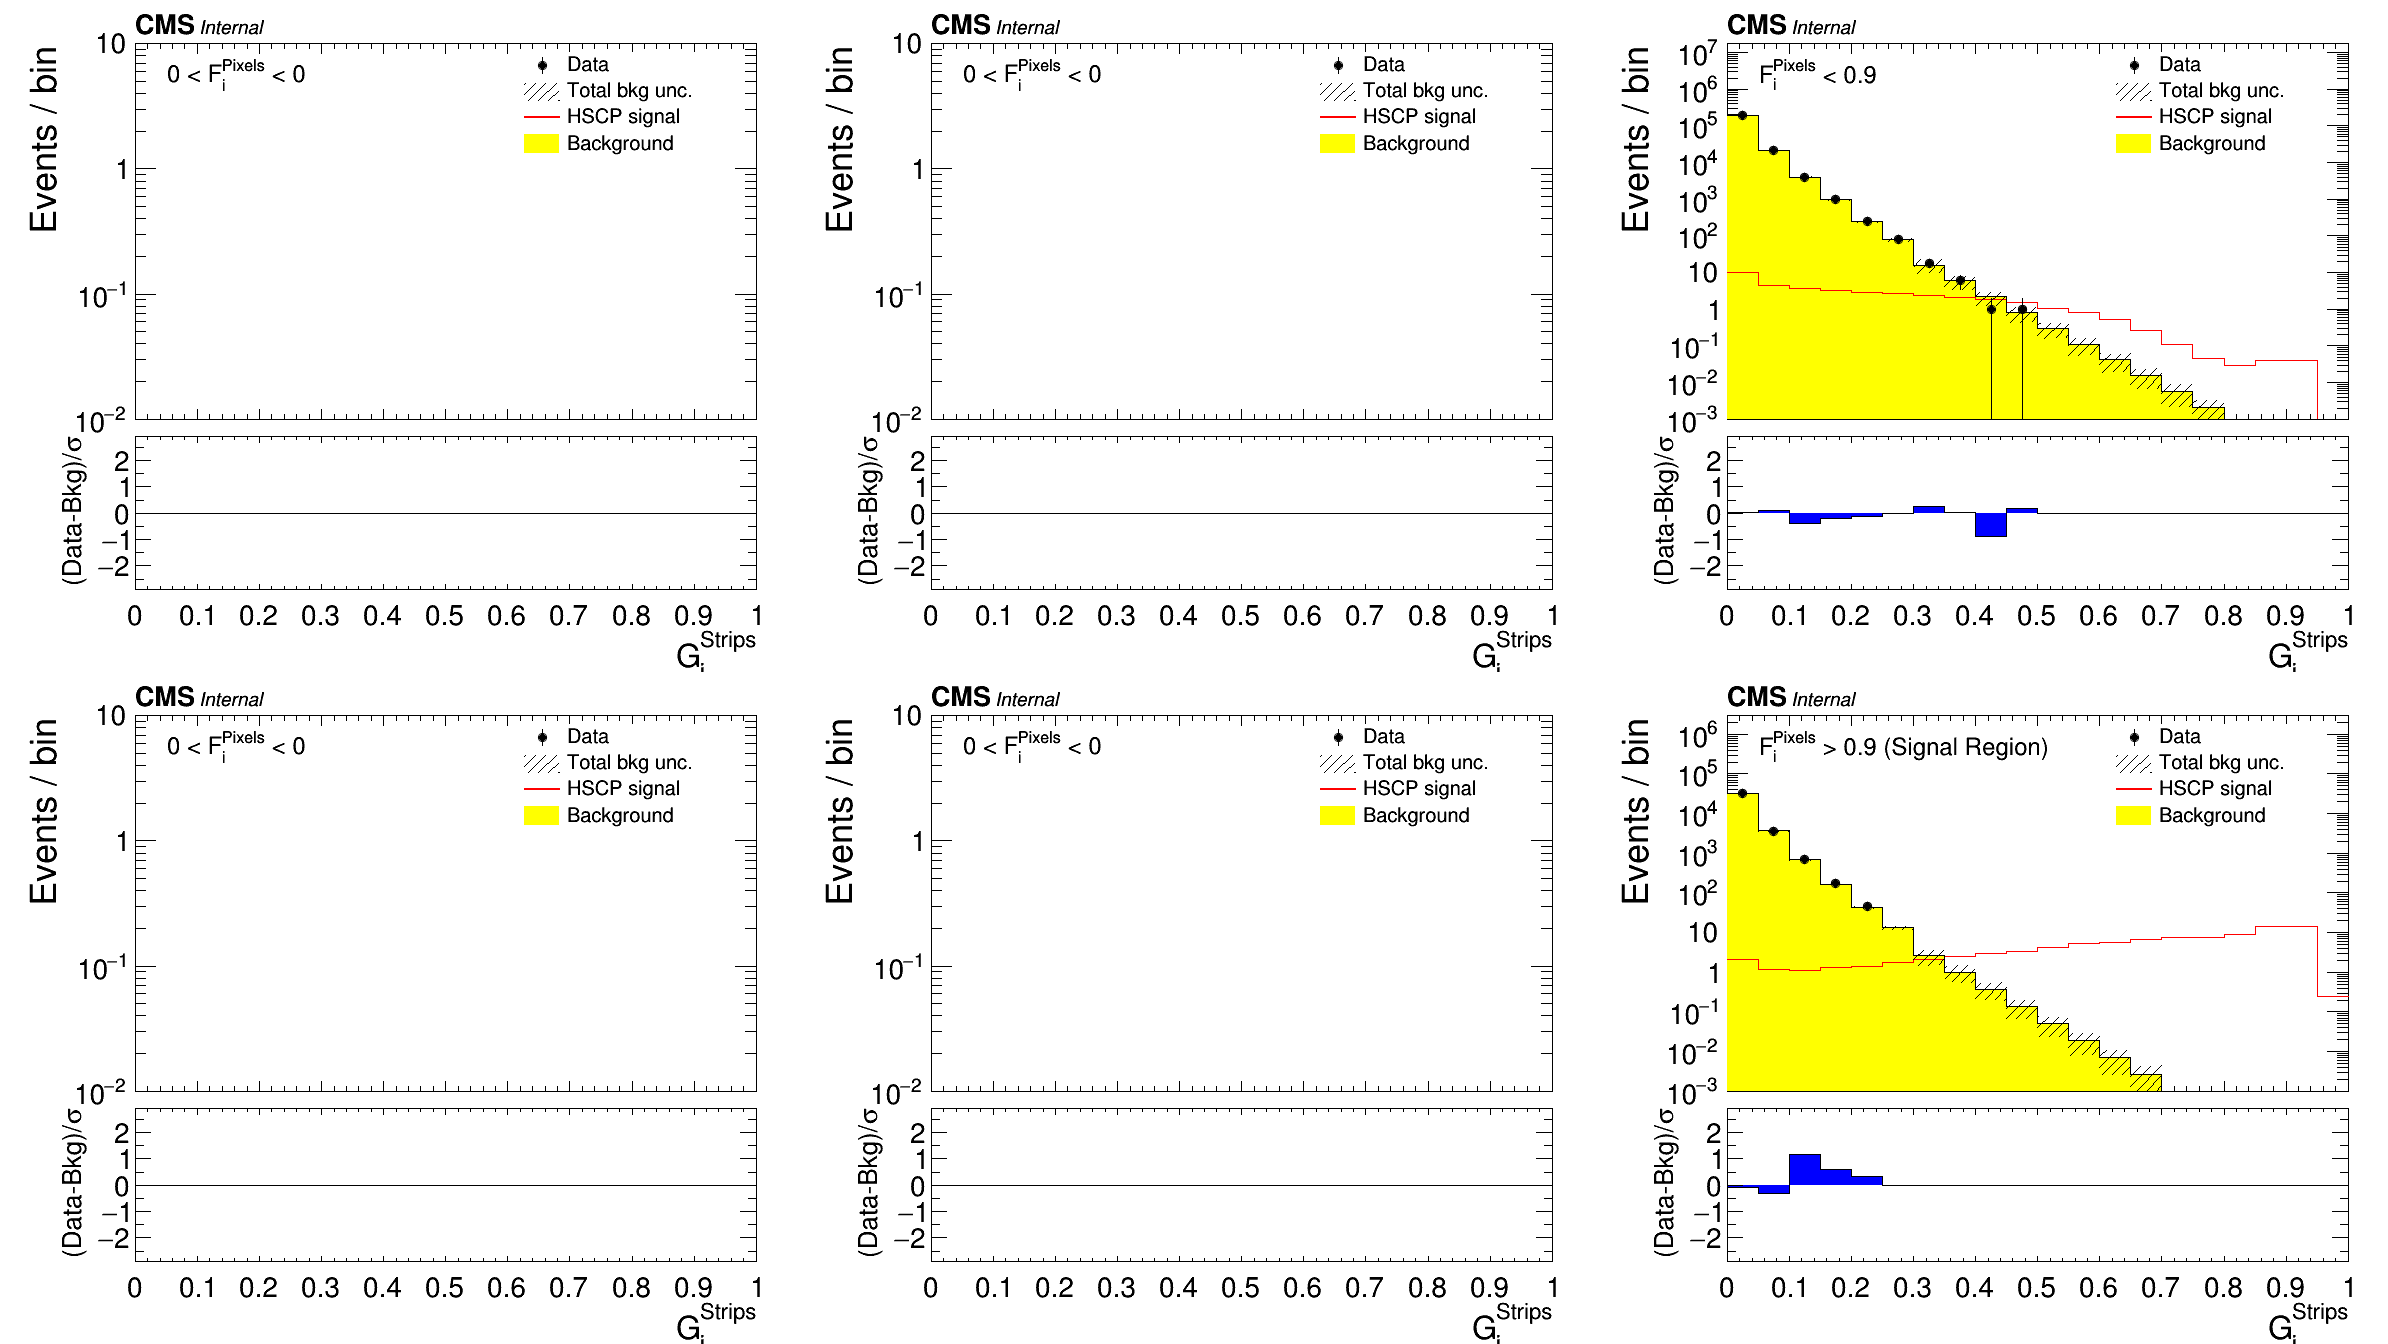 CMS Internal
Events / bin
0 < F_i^Pixels < 0
Data
Total bkg unc.
HSCP signal
Background
10
1
10^−1
10^−2
(Data-Bkg)/σ
2
1
0
−1
−2
0 0.1 0.2 0.3 0.4 0.5 0.6 0.7 0.8 0.9 1
G_i^Strips
CMS Internal
Events / bin
0 < F_i^Pixels < 0
Data
Total bkg unc.
HSCP signal
Background
10
1
10^−1
10^−2
(Data-Bkg)/σ
2
1
0
−1
−2
0 0.1 0.2 0.3 0.4 0.5 0.6 0.7 0.8 0.9 1
G_i^Strips
CMS Internal
Events / bin
F_i^Pixels < 0.9
Data
Total bkg unc.
HSCP signal
Background
10^7
10^6
10^5
10^4
10^3
10^2
10
1
10^−1
10^−2
10^−3
(Data-Bkg)/σ
2
1
0
−1
−2
0 0.1 0.2 0.3 0.4 0.5 0.6 0.7 0.8 0.9 1
G_i^Strips
CMS Internal
Events / bin
0 < F_i^Pixels < 0
Data
Total bkg unc.
HSCP signal
Background
10
1
10^−1
10^−2
(Data-Bkg)/σ
2
1
0
−1
−2
0 0.1 0.2 0.3 0.4 0.5 0.6 0.7 0.8 0.9 1
G_i^Strips
CMS Internal
Events / bin
0 < F_i^Pixels < 0
Data
Total bkg unc.
HSCP signal
Background
10
1
10^−1
10^−2
(Data-Bkg)/σ
2
1
0
−1
−2
0 0.1 0.2 0.3 0.4 0.5 0.6 0.7 0.8 0.9 1
G_i^Strips
CMS Internal
Events / bin
F_i^Pixels > 0.9 (Signal Region)
Data
Total bkg unc.
HSCP signal
Background
10^6
10^5
10^4
10^3
10^2
10
1
10^−1
10^−2
10^−3
(Data-Bkg)/σ
2
1
0
−1
−2
0 0.1 0.2 0.3 0.4 0.5 0.6 0.7 0.8 0.9 1
G_i^Strips